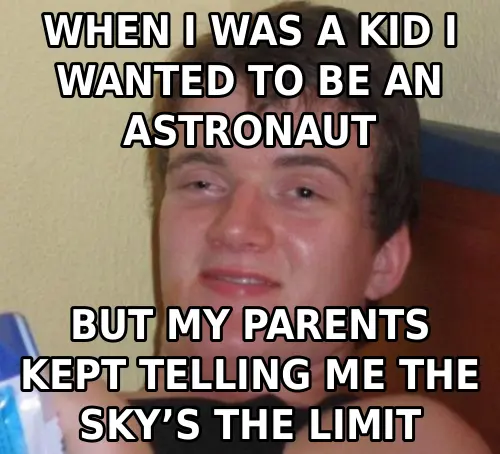 WHEN I WAS A KID I
WANTED TO BE AN
ASTRONAUT
BUT MY PARENTS
KEPT TELLING ME THE
SKY’S THE LIMIT